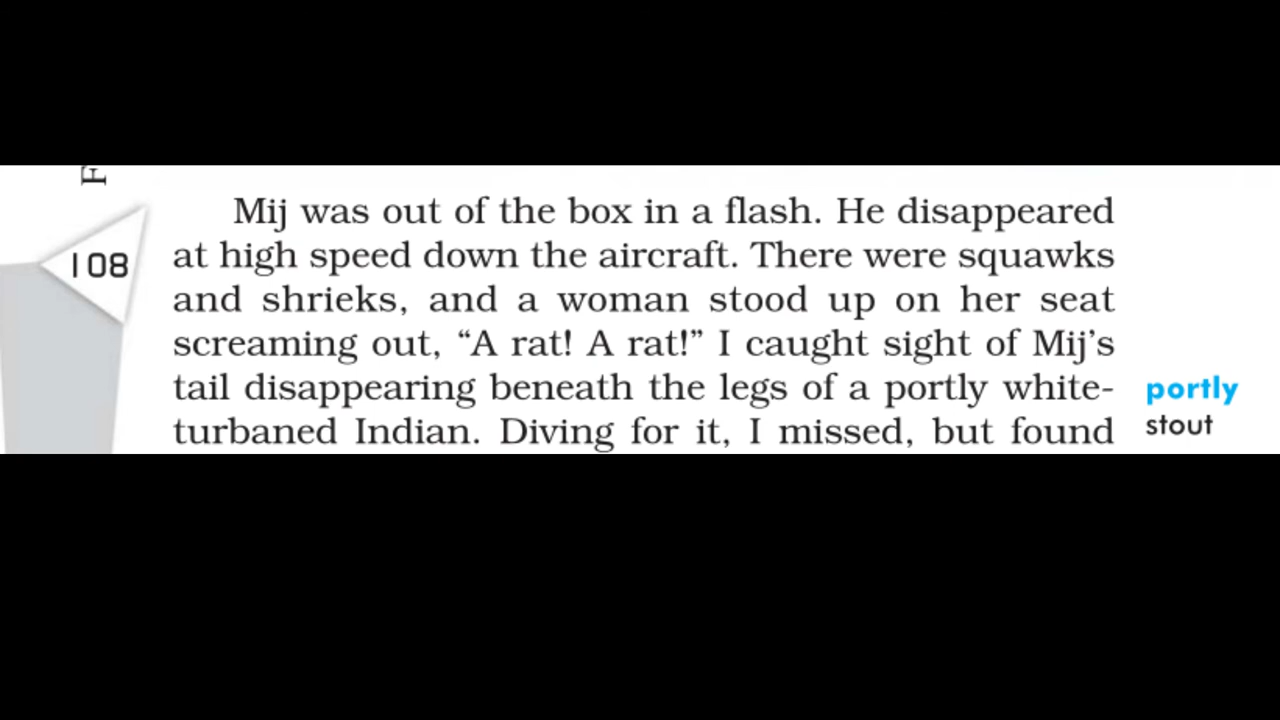 F
Mij was out of the box in a flash. He disappeared
108
at high speed down the aircraft. There were squawks
and shrieks, and a woman stood up on her seat
screaming out, “A rat! A rat!” I caught sight of Mij’s
tail disappearing beneath the legs of a portly white-
turbaned Indian. Diving for it, I missed, but found
portly
stout